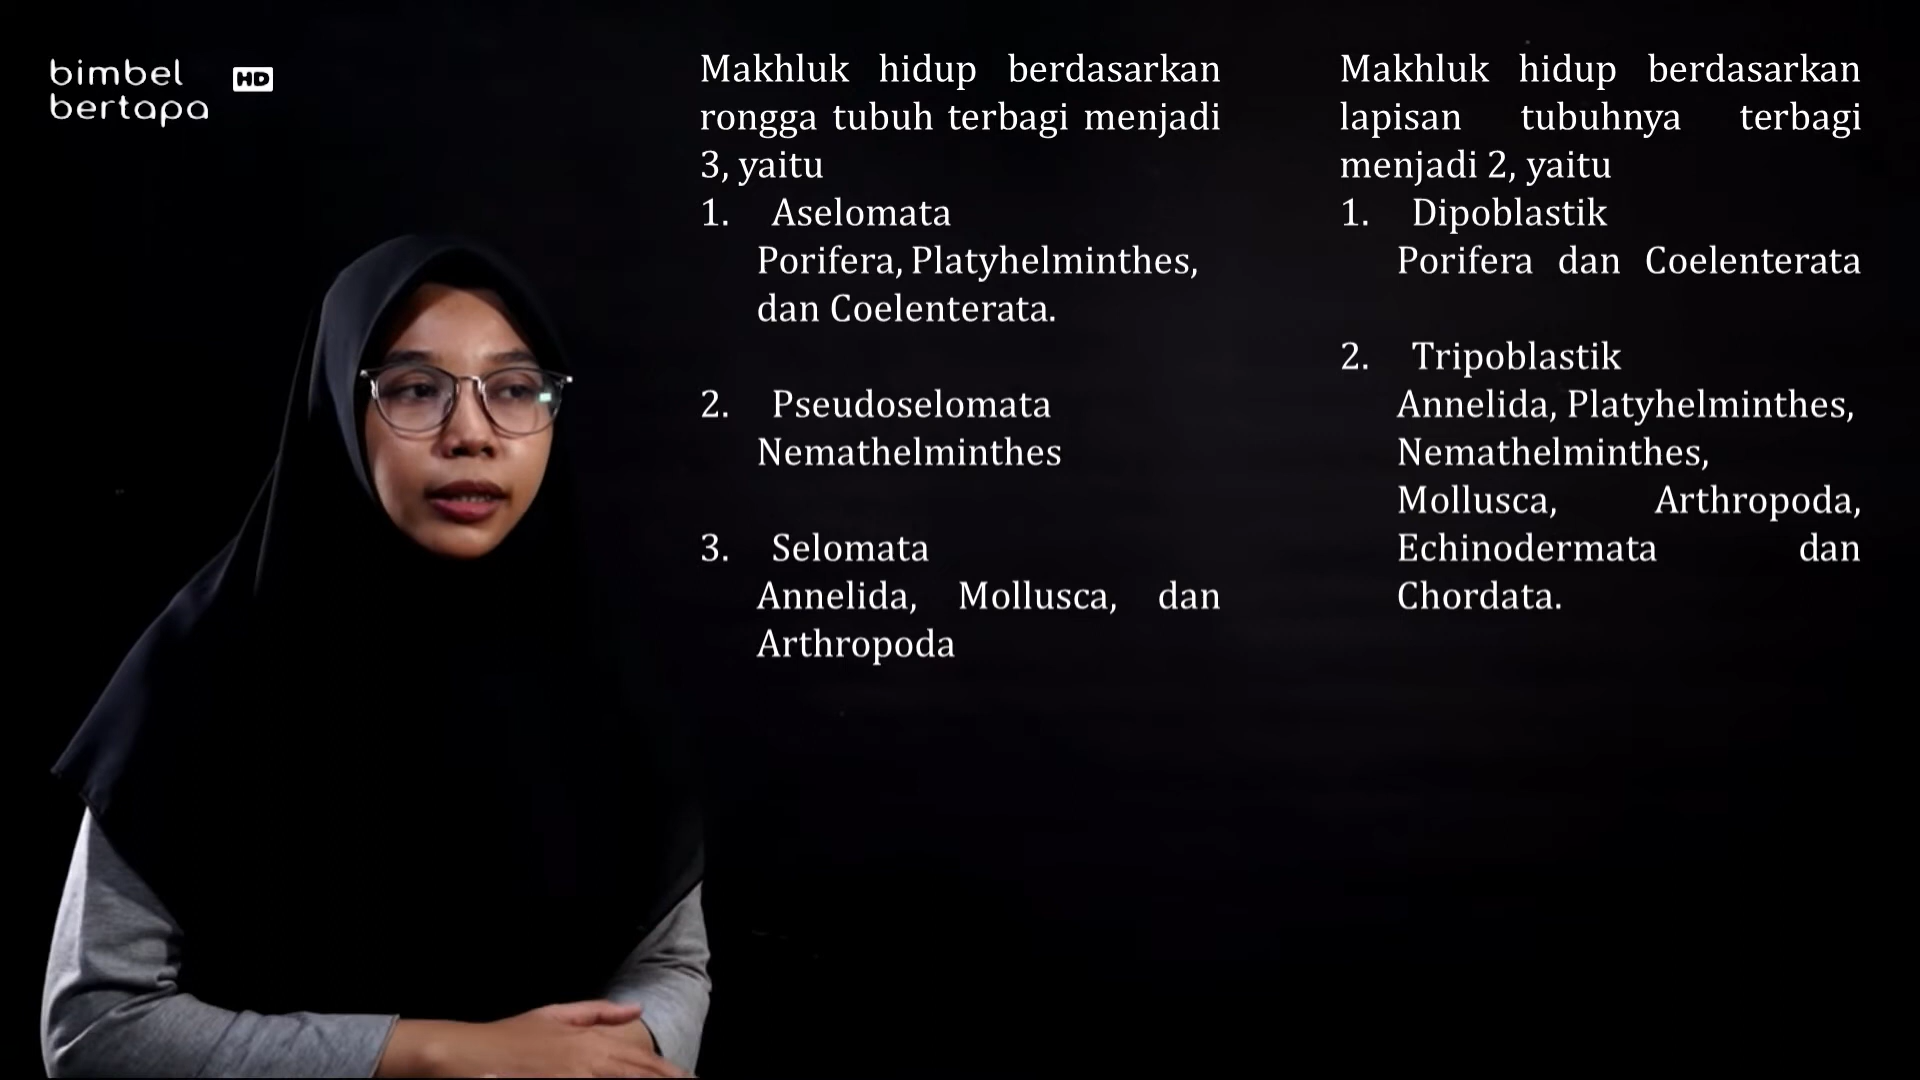 bimbel
bertapa
HD
Makhluk hidup berdasarkan
rongga tubuh terbagi menjadi
3, yaitu
1. Aselomata
Porifera, Platyhelminthes,
dan Coelenterata.
2. Pseudoselomata
Nemathelminthes
3. Selomata
Annelida, Mollusca, dan
Arthropoda
Makhluk hidup berdasarkan
lapisan tubuhnya terbagi
menjadi 2, yaitu
1. Dipoblastik
Porifera dan Coelenterata
2. Tripoblastik
Annelida, Platyhelminthes,
Nemathelminthes,
Mollusca, Arthropoda,
Echinodermata dan
Chordata.